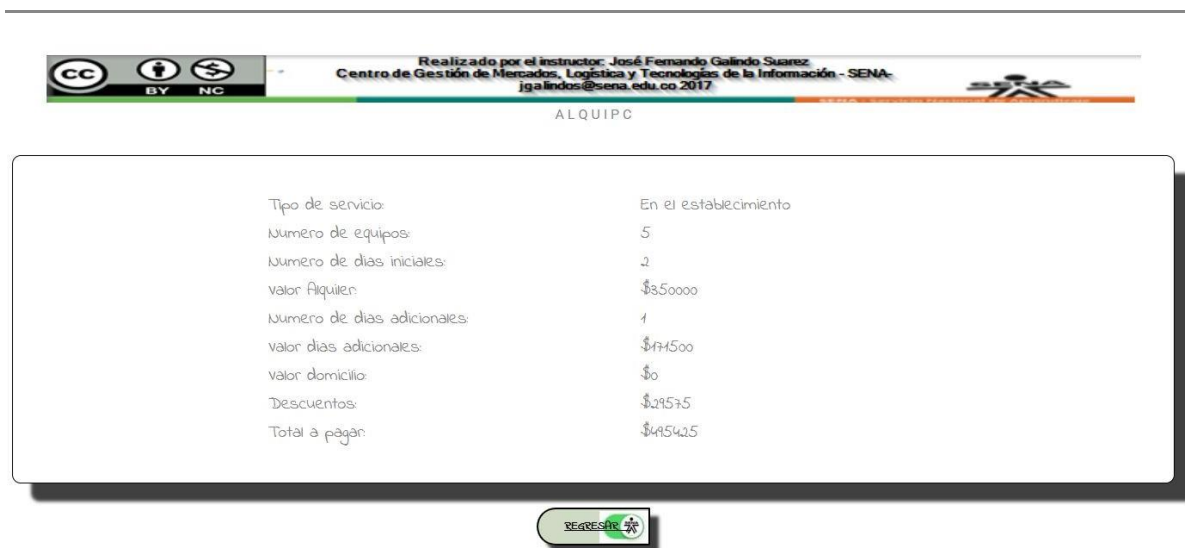 CC BY NC
Realizado por el instructor: José Fernando Galindo Suarez
Centro de Gestión de Mercados, Logística y Tecnologías de la Información - SENA-
jgalindos@sena.edu.co 2017
SENA
ALQUIPC
Tipo de servicio: En el establecimiento
Numero de equipos: 5
Numero de dias iniciales: 2
Valor Alquiler: $350000
Numero de dias adicionales: 1
Valor dias adicionales: $171500
Valor domicilio: $0
Descuentos: $29575
Total a pagar: $495425
REGRESAR